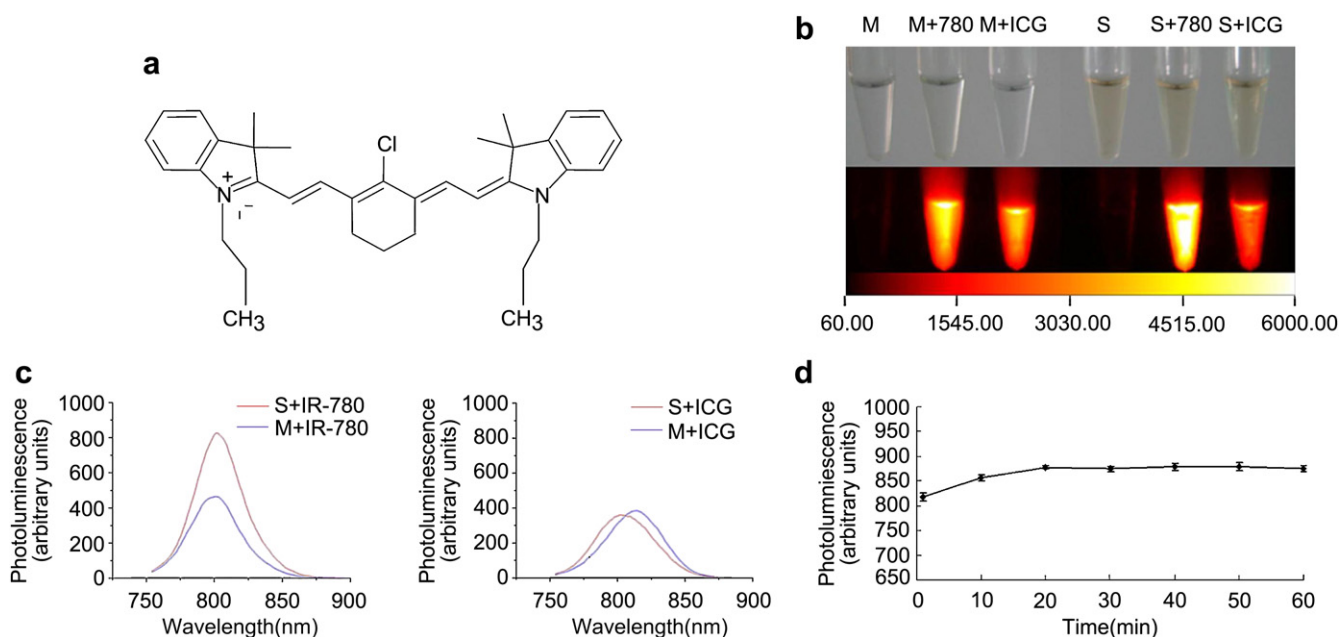 a
Cl
N
+
I
−
N
CH3
CH3
b
M M+780 M+ICG S S+780 S+ICG
60.00 1545.00 3030.00 4515.00 6000.00
c
Photoluminescence
(arbitrary units)
1000
800
600
400
200
0
S+IR-780
M+IR-780
750 800 850 900
Wavelength(nm)
Photoluminescence
(arbitrary units)
1000
800
600
400
200
0
S+ICG
M+ICG
750 800 850 900
Wavelength(nm)
d
Photolumniescence
(arbitrary units)
1000
950
900
850
800
750
700
650
0 10 20 30 40 50 60
Time(min)